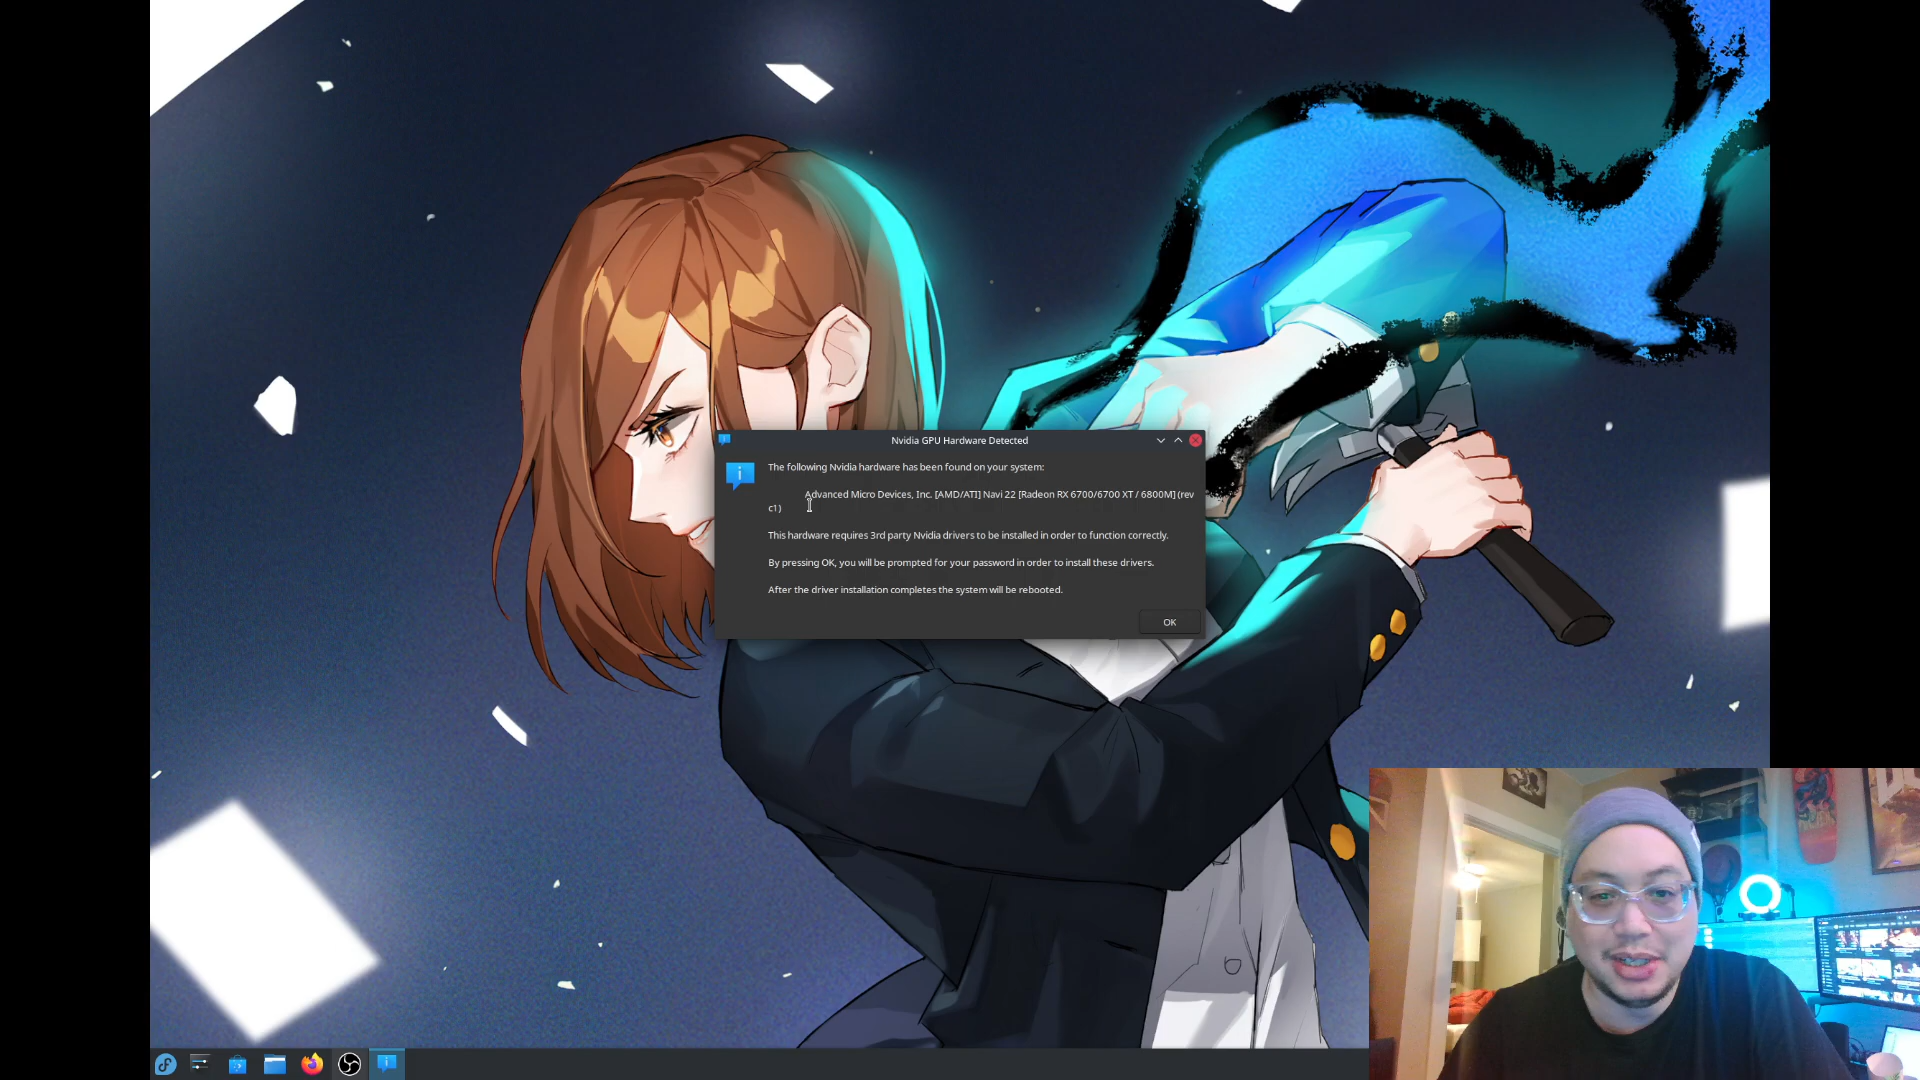 Nvidia GPU Hardware Detected
The following Nvidia hardware has been found on your system:
Advanced Micro Devices, Inc. [AMD/ATI] Navi 22 [Radeon RX 6700/6700 XT / 6800M] (rev
c1)
This hardware requires 3rd party Nvidia drivers to be installed in order to function correctly.
By pressing OK, you will be prompted for your password in order to install these drivers.
After the driver installation completes the system will be rebooted.
OK